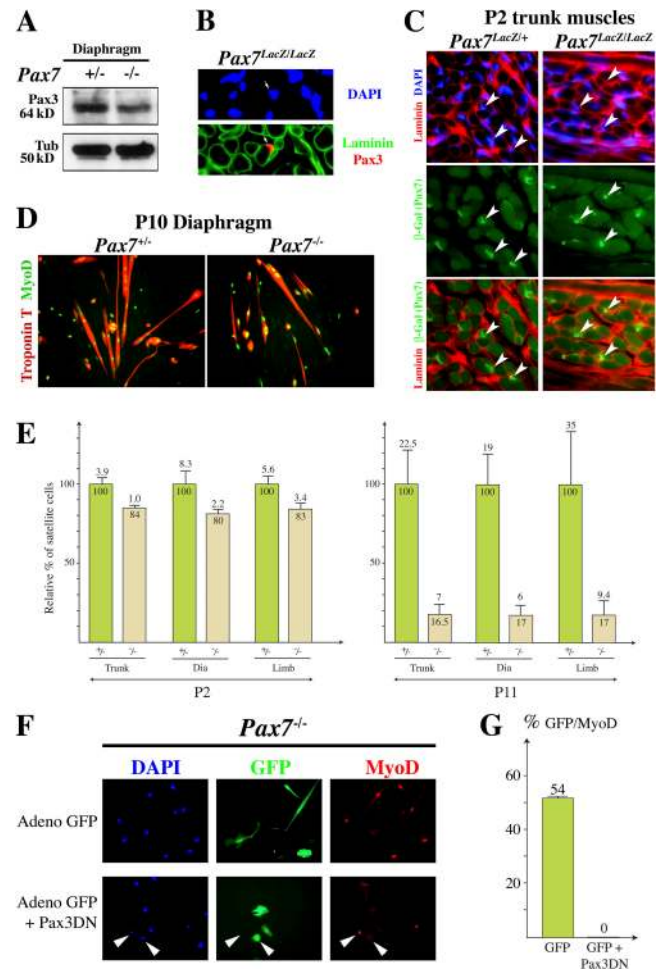 A
Diaphragm
Pax7 +/- -/-
Pax3
64 kD
Tub
50 kD
B
Pax7LacZ/LacZ
DAPI
Laminin
Pax3
C
P2 trunk muscles
Pax7LacZ/+ Pax7LacZ/LacZ
Laminin DAPI
β-Gal (Pax7)
Laminin β-Gal (Pax7)
D
P10 Diaphragm
Pax7+/- Pax7-/-
Troponin T MyoD
E
Relative % of satellite cells
100
50
3.9
100
1.0
84
8.3
100
2.2
80
5.6
100
3.4
83
+/- -/- +/- -/- +/- -/-
Trunk Dia Limb
P2
100
50
22.5
100
7
16.5
19
100
6
17
35
100
9.4
17
+/- -/- +/- -/- +/- -/-
Trunk Dia Limb
P11
F
Pax7-/-
DAPI GFP MyoD
Adeno GFP
Adeno GFP
+ Pax3DN
G
% GFP/MyoD
60
40
20
54
0
GFP GFP +
Pax3DN